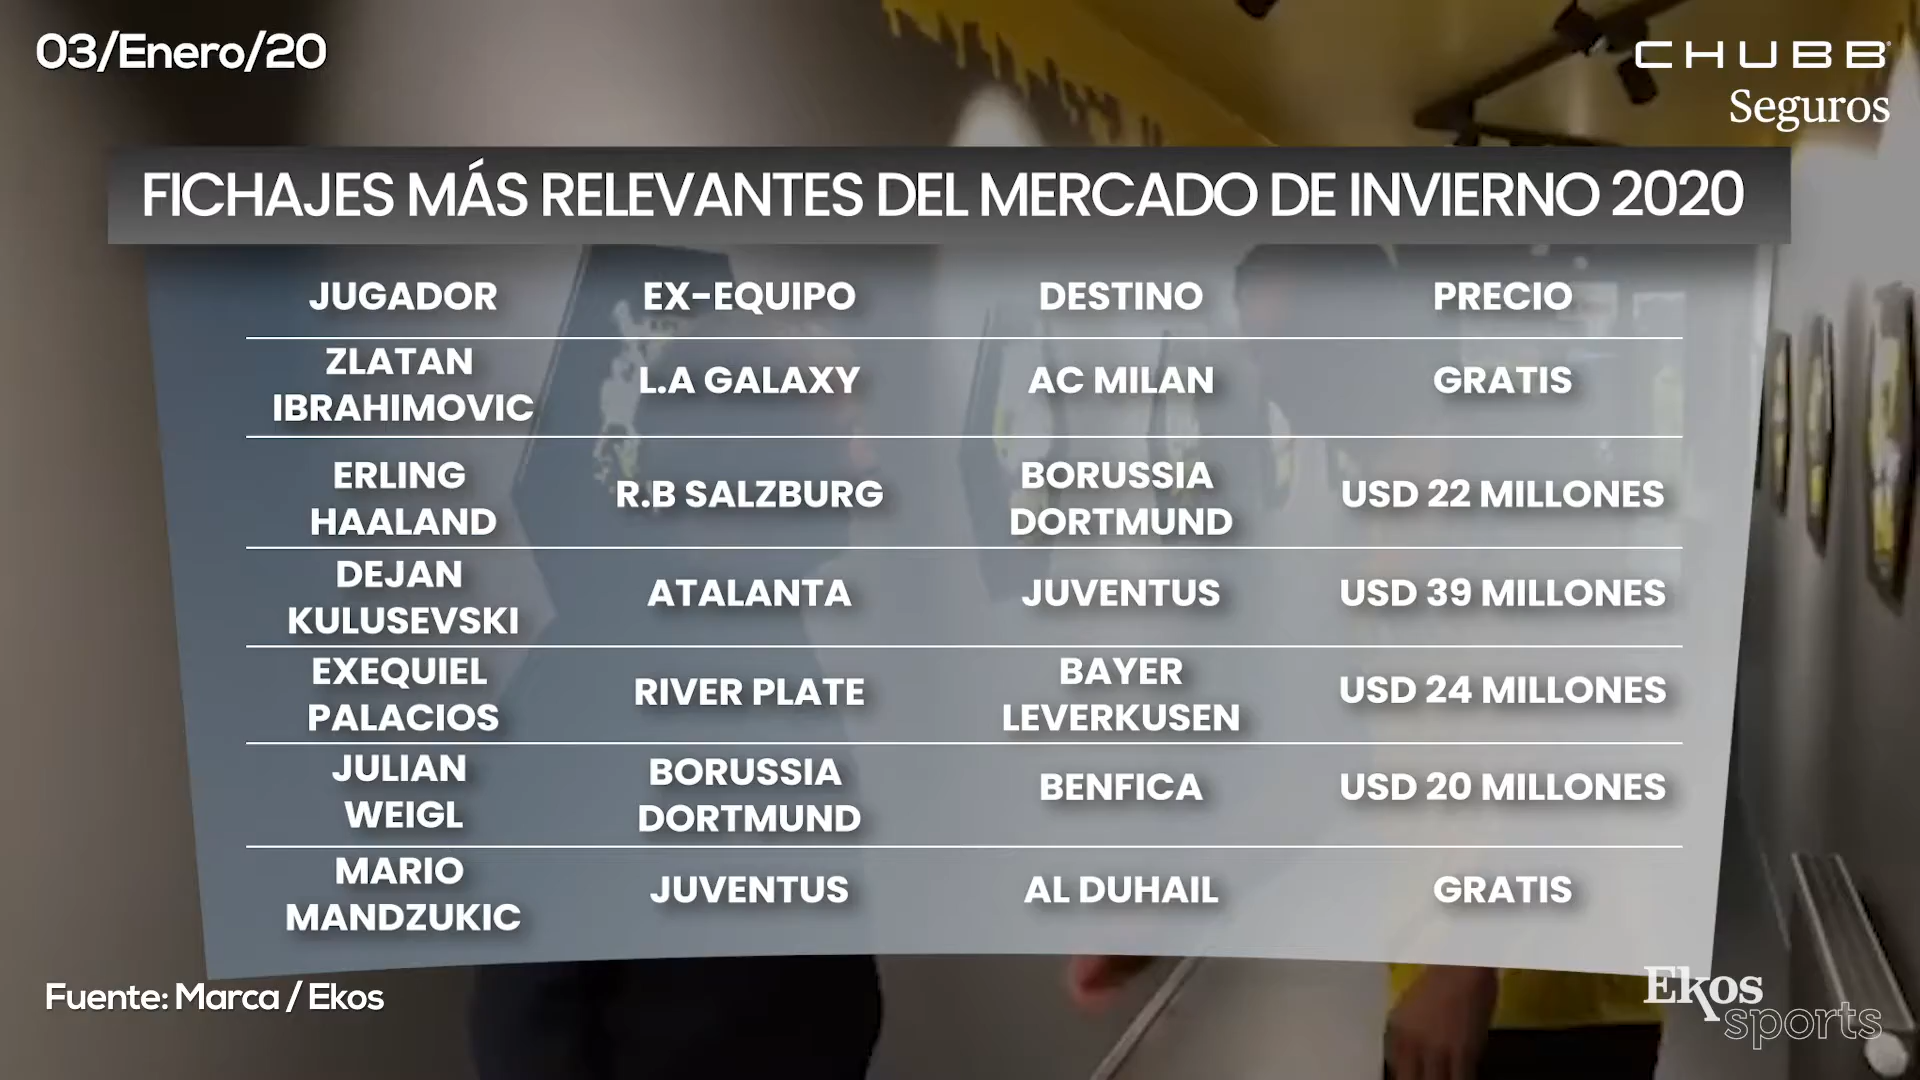 03/Enero/20
CHUBB
Seguros
FICHAJES MÁS RELEVANTES DEL MERCADO DE INVIERNO 2020
JUGADOR EX-EQUIPO DESTINO PRECIO
ZLATAN
IBRAHIMOVIC
L.A GALAXY
AC MILAN
GRATIS
ERLING
HAALAND
R.B SALZBURG
BORUSSIA
DORTMUND
USD 22 MILLONES
DEJAN
KULUSEVSKI
ATALANTA
JUVENTUS
USD 39 MILLONES
EXEQUIEL
PALACIOS
RIVER PLATE
BAYER
LEVERKUSEN
USD 24 MILLONES
JULIAN
WEIGL
BORUSSIA
DORTMUND
BENFICA
USD 20 MILLONES
MARIO
MANDZUKIC
JUVENTUS
AL DUHAIL
GRATIS
Fuente: Marca / Ekos
Ekos
sports